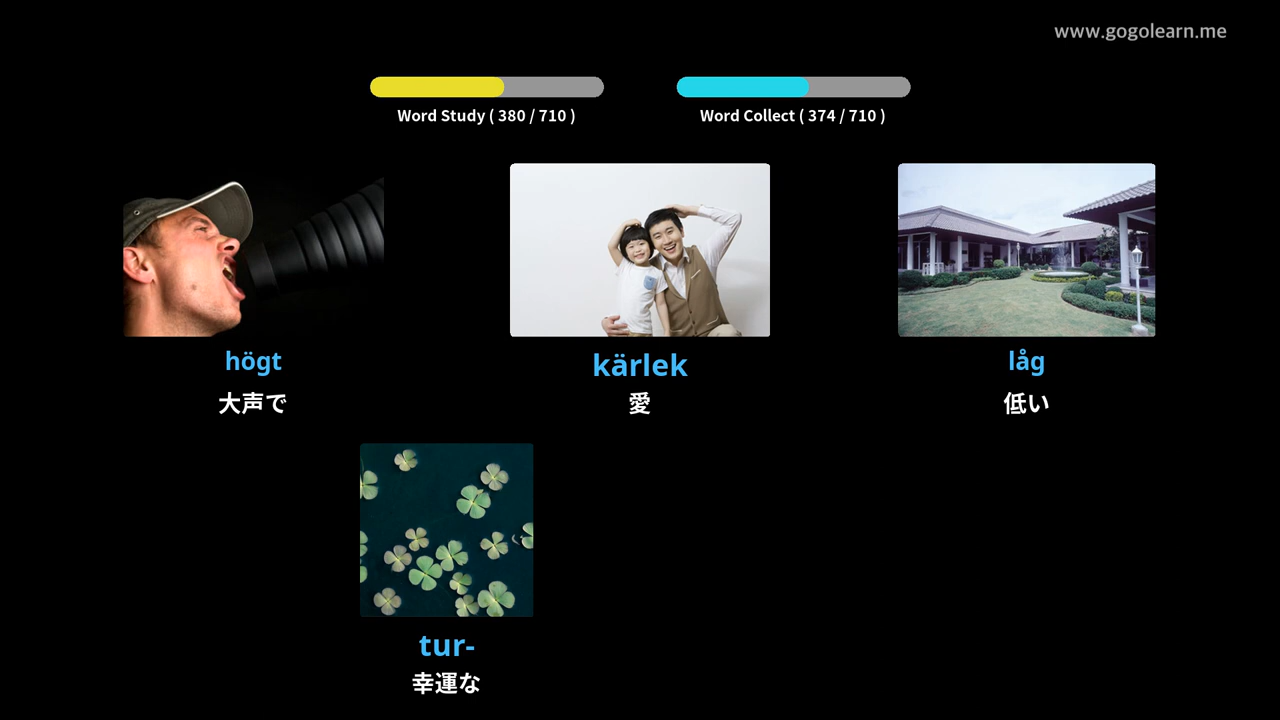 www.gogolearn.me
Word Study ( 380 / 710 )
Word Collect ( 374 / 710 )
högt
大声で
kärlek
愛
låg
低い
tur-
幸運な